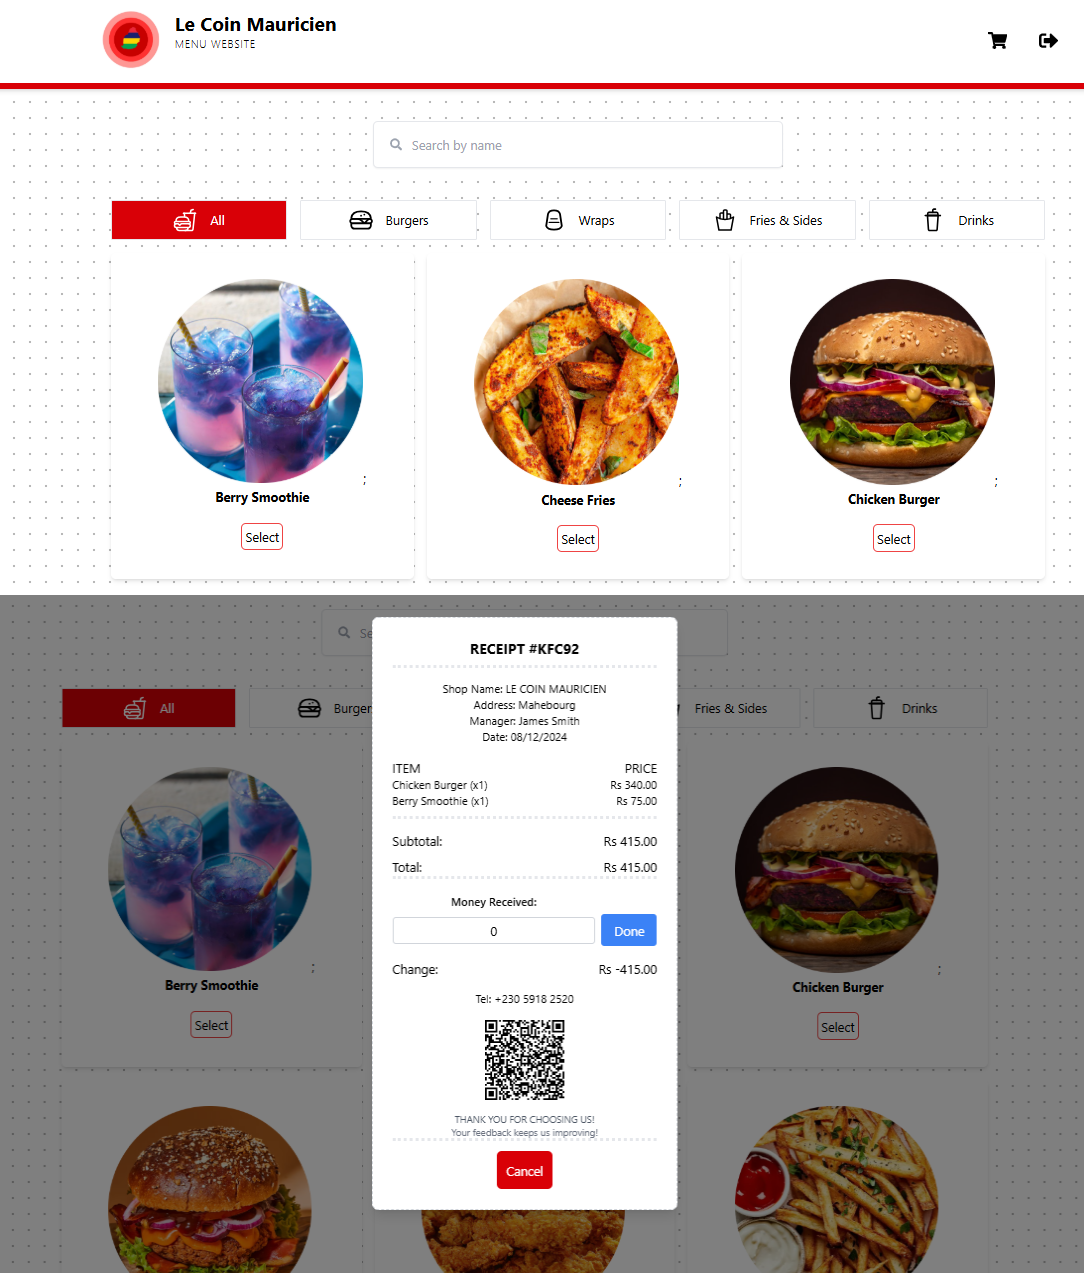 Le Coin Mauricien
MENU WEBSITE
Search by name
All
Burgers
Wraps
Fries & Sides
Drinks
;
;
;
Berry Smoothie
Cheese Fries
Chicken Burger
Select
Select
Select
All
Fries & Sides
Drinks
RECEIPT #KFC92
Shop Name: LE COIN MAURICIEN
Address: Mahebourg
Manager: James Smith
Date: 08/12/2024
ITEM PRICE
Chicken Burger (x1) Rs 340.00
Berry Smoothie (x1) Rs 75.00
Subtotal: Rs 415.00
Total: Rs 415.00
Money Received:
0 Done
Change: Rs -415.00
Tel: +230 5918 2520
THANK YOU FOR CHOOSING US!
Your feedback keeps us improving!
Cancel
;
;
Berry Smoothie
Chicken Burger
Select
Select